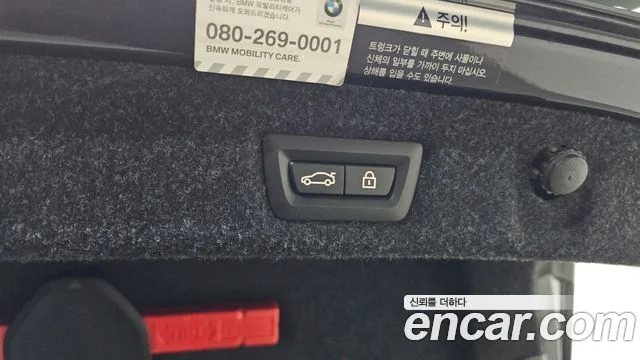 신속하게 도와드리겠습니다.
080-269-0001
BMW MOBILITY CARE.
주의!
트렁크가 닫힐 때 주변에 사물이나
신체의 일부를 가까이 두지 마십시오.
상해를 입을 수도 있습니다.
신뢰를 더하다
encar.com